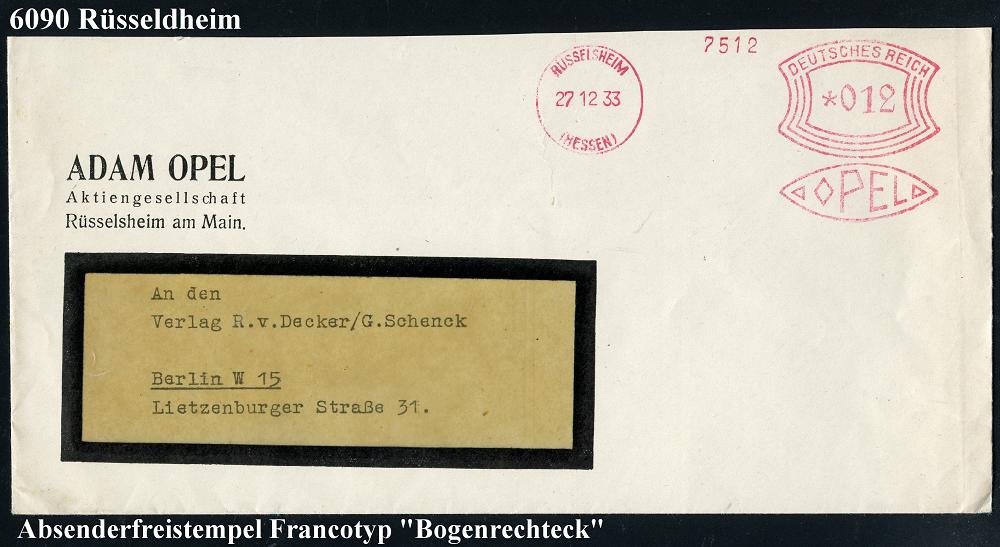 6090 Rüsseldheim
7512
RÜSSELSHEIM
27 12 33
(HESSEN)
DEUTSCHES REICH
*012
OPEL
ADAM OPEL
Aktiengesellschaft
Rüsselsheim am Main.
An den
Verlag R.v.Decker/G.Schenck
Berlin W 15
Lietzenburger Straße 31.
Absenderfreistempel Francotyp "Bogenrechteck"